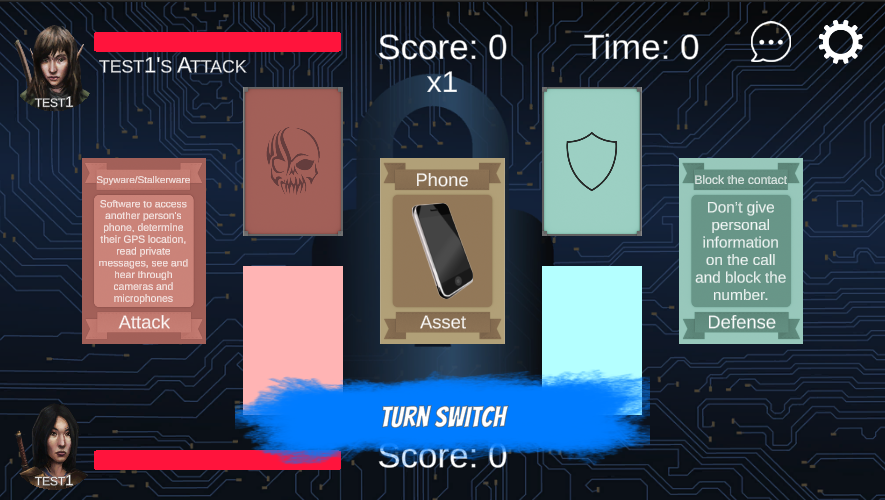 Score: 0
Time: 0
x1
TEST1'S ATTACK
TEST1
Spyware/Stalkerware
Software to access
another person's
phone, determine
their GPS location,
read private
messages, see and
hear through
cameras and
microphones
Attack
Phone
Asset
Block the contact
Don't give
personal
information
on the call
and block the
number.
Defense
TURN SWITCH
Score: 0
TEST1